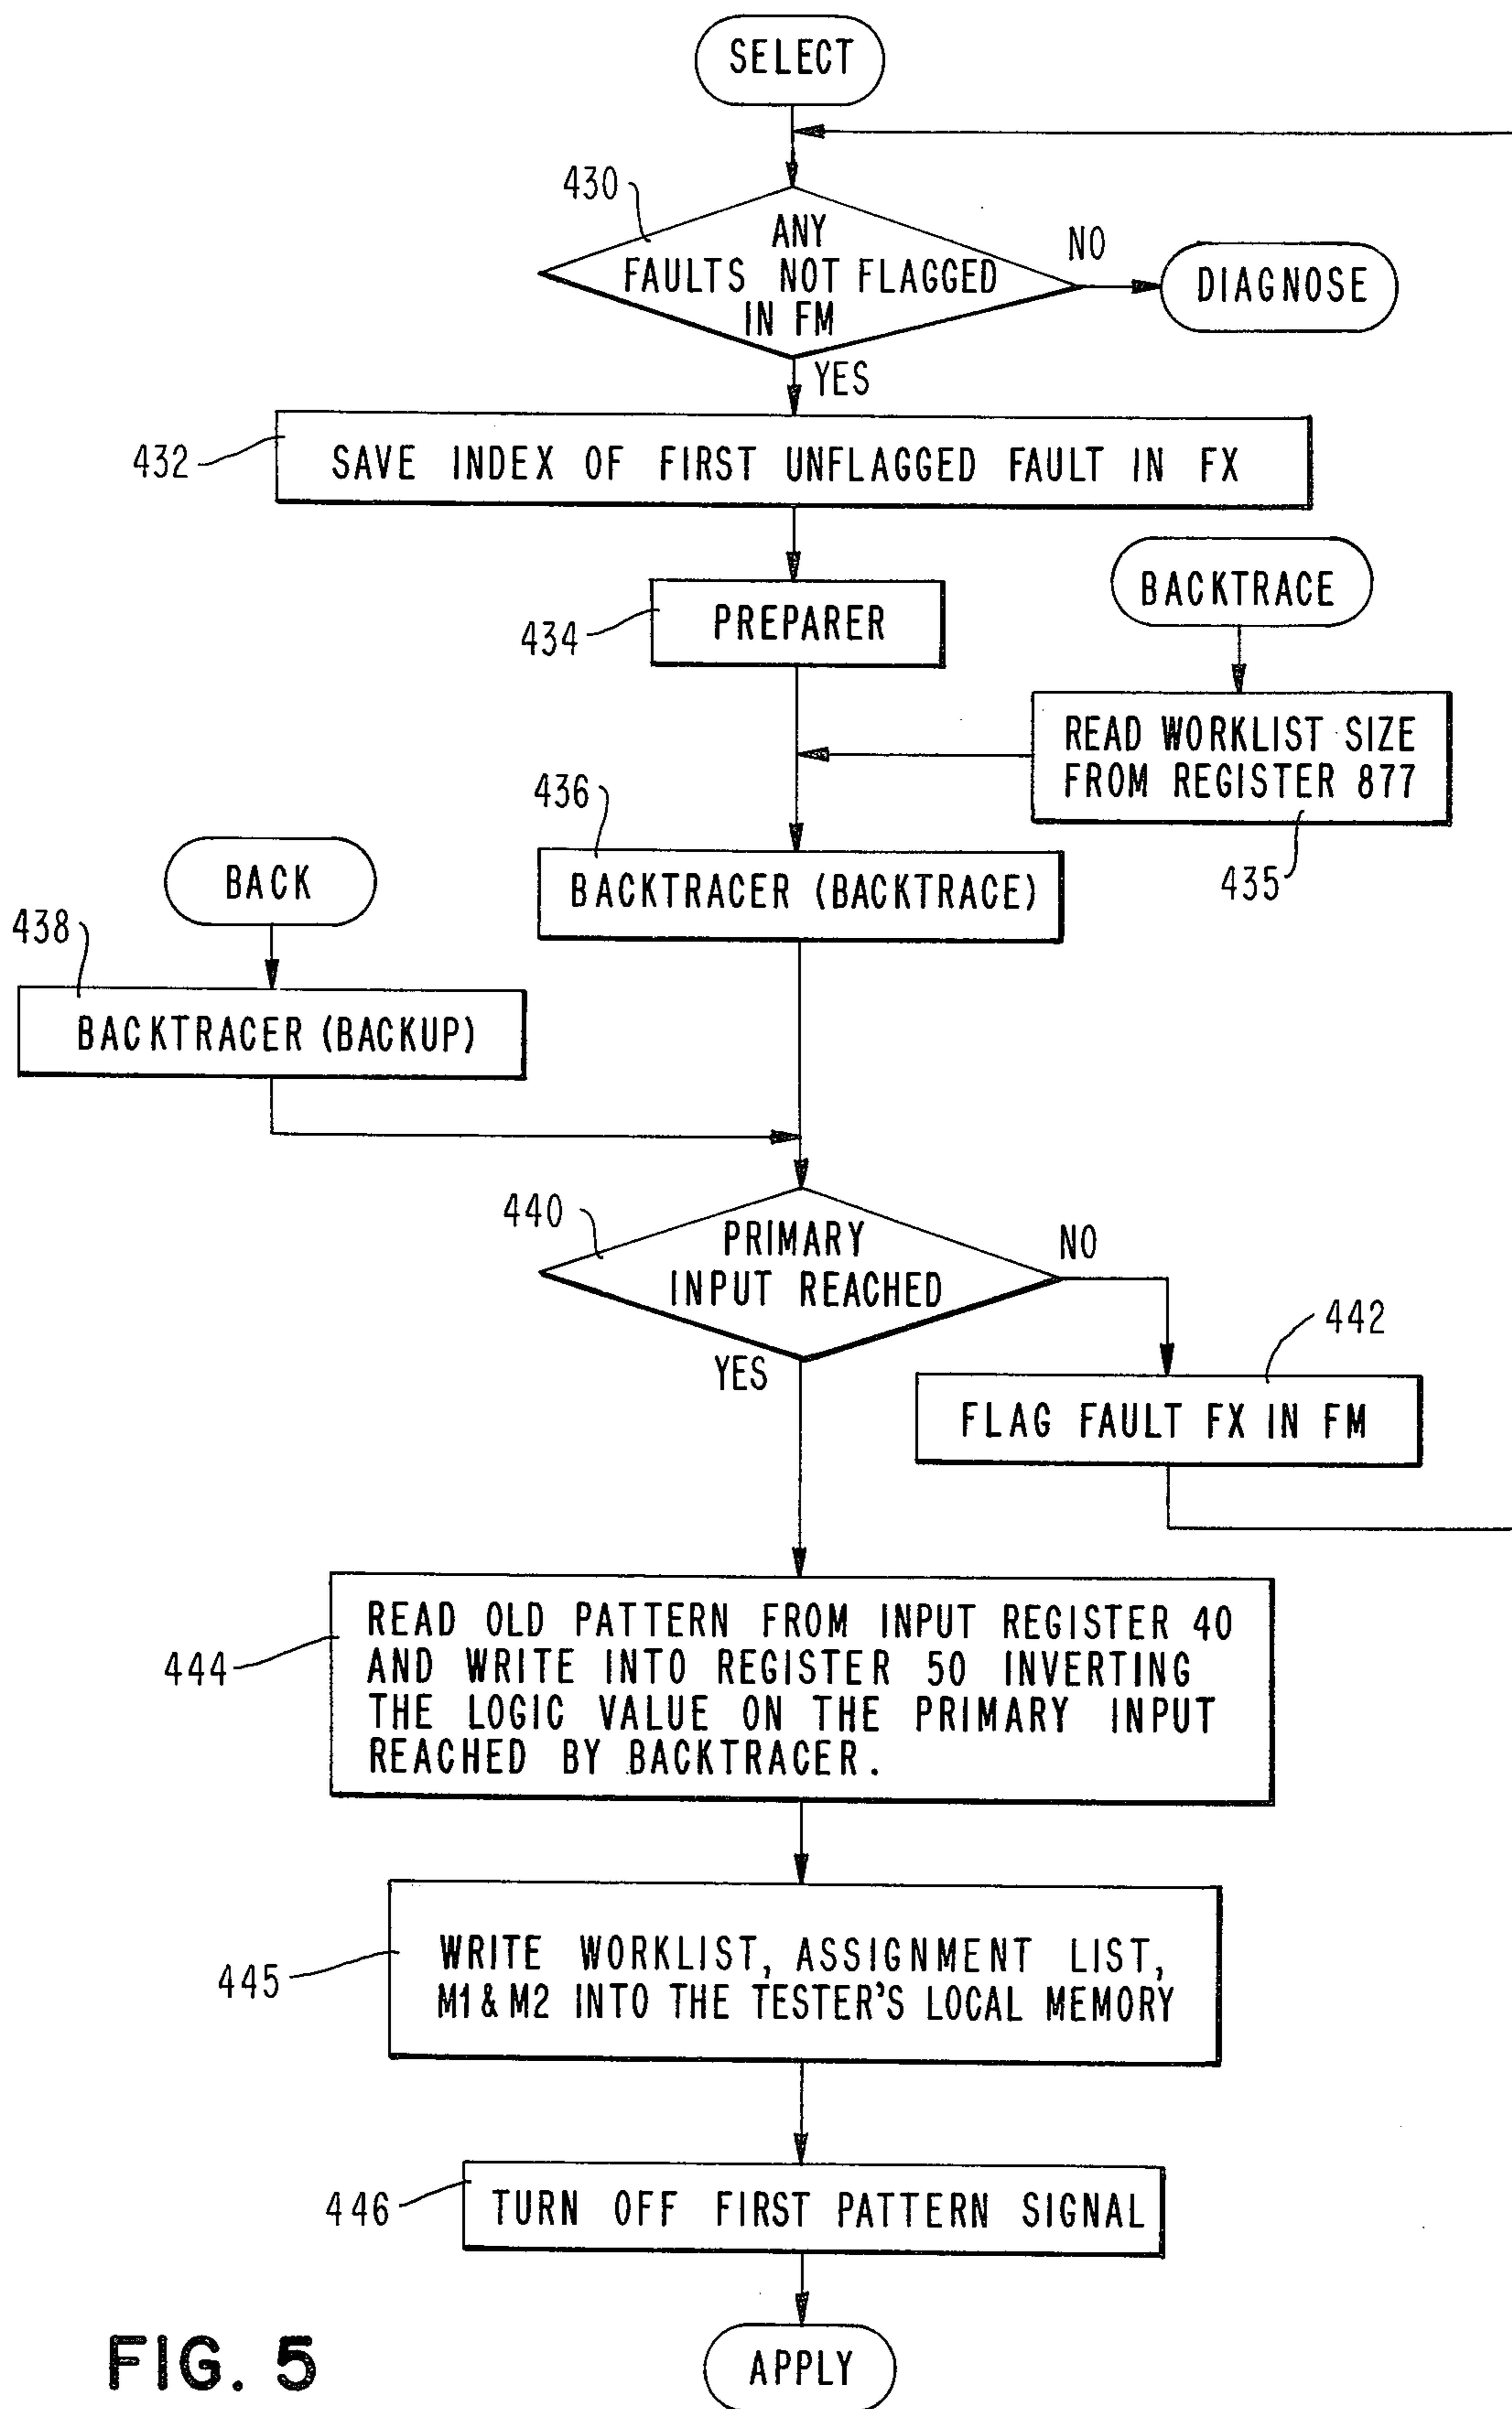 SELECT
430
ANY
FAULTS NOT FLAGGED
IN FM
NO
DIAGNOSE
YES
432
SAVE INDEX OF FIRST UNFLAGGED FAULT IN FX
434
PREPARER
BACKTRACE
READ WORKLIST SIZE
FROM REGISTER 877
435
436
BACKTRACER (BACKTRACE)
BACK
438
BACKTRACER (BACKUP)
440
PRIMARY
INPUT REACHED
NO
YES
442
FLAG FAULT FX IN FM
444
READ OLD PATTERN FROM INPUT REGISTER 40
AND WRITE INTO REGISTER 50 INVERTING
THE LOGIC VALUE ON THE PRIMARY INPUT
REACHED BY BACKTRACER.
445
WRITE WORKLIST, ASSIGNMENT LIST,
M1 & M2 INTO THE TESTER'S LOCAL MEMORY
446
TURN OFF FIRST PATTERN SIGNAL
APPLY
FIG. 5